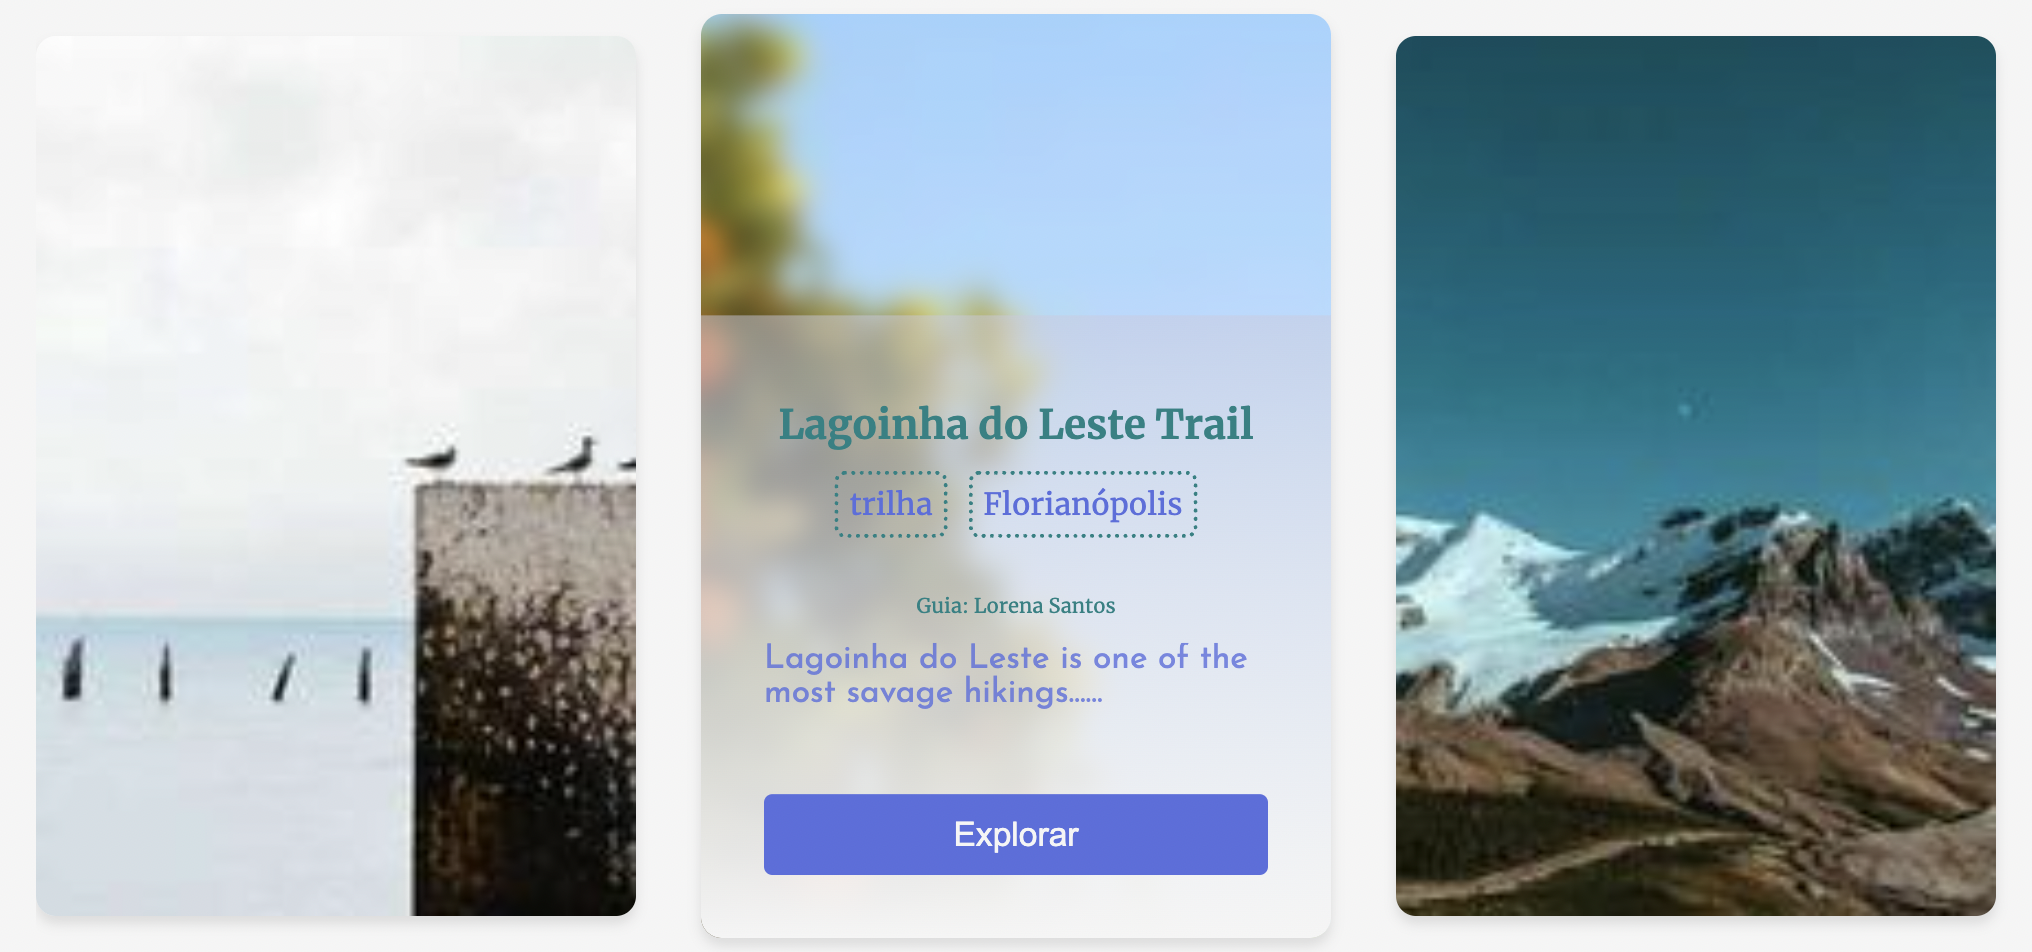 Lagoinha do Leste Trail
trilha Florianópolis
Guia: Lorena Santos
Lagoinha do Leste is one of the
most savage hikings......
Explorar